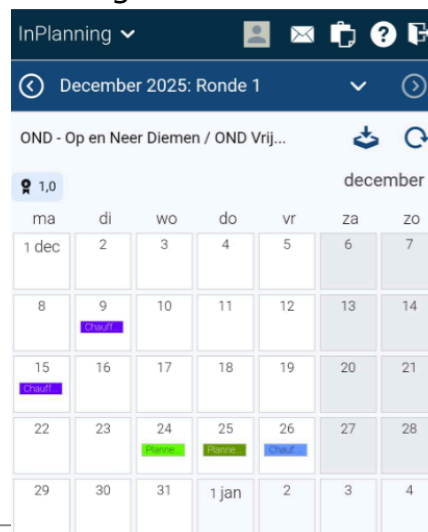 InPlanning
December 2025: Ronde 1
OND - Op en Neer Diemen / OND Vrij...
1,0 december
ma di wo do vr za zo
1 dec 2 3 4 5 6 7
8 9 10 11 12 13 14
Chauff...
15 16 17 18 19 20 21
Chauff...
22 23 24 25 26 27 28
Planne... Planne... Chauf...
29 30 31 1 jan 2 3 4